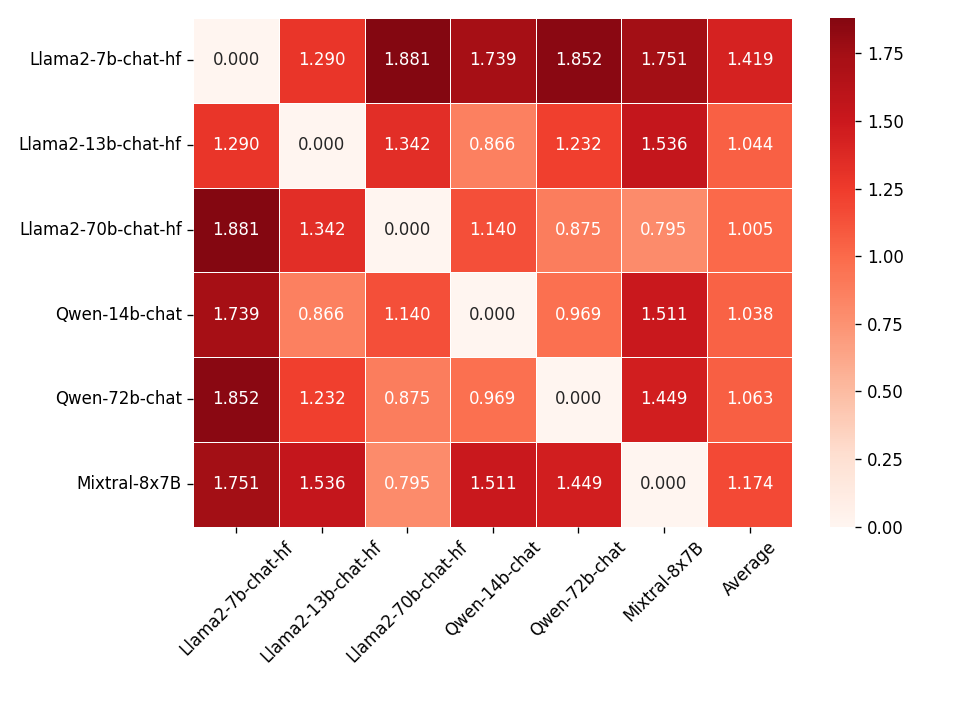 Llama2-7b-chat-hf 0.000 1.290 1.881 1.739 1.852 1.751 1.419
Llama2-13b-chat-hf 1.290 0.000 1.342 0.866 1.232 1.536 1.044
Llama2-70b-chat-hf 1.881 1.342 0.000 1.140 0.875 0.795 1.005
Qwen-14b-chat 1.739 0.866 1.140 0.000 0.969 1.511 1.038
Qwen-72b-chat 1.852 1.232 0.875 0.969 0.000 1.449 1.063
Mixtral-8x7B 1.751 1.536 0.795 1.511 1.449 0.000 1.174
Llama2-7b-chat-hf
Llama2-13b-chat-hf
Llama2-70b-chat-hf
Qwen-14b-chat
Qwen-72b-chat
Mixtral-8x7B
Average
1.75
1.50
1.25
1.00
0.75
0.50
0.25
0.00